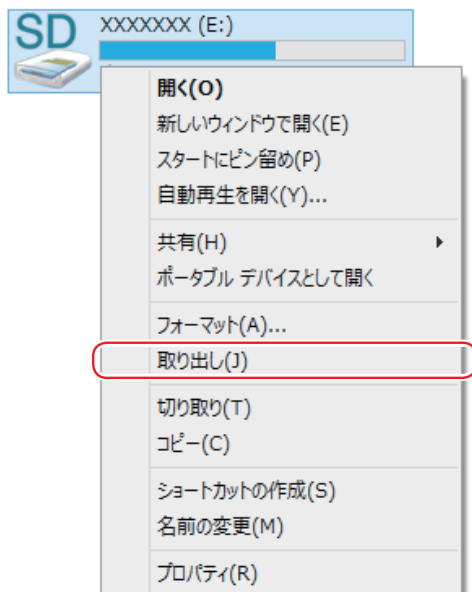 SD XXXXXXX (E:)
開く(O)
新しいウィンドウで開く(E)
スタートにピン留め(P)
自動再生を開く(Y)...
共有(H)
ポータブル デバイスとして開く
フォーマット(A)...
取り出し(J)
切り取り(T)
コピー(C)
ショートカットの作成(S)
名前の変更(M)
プロパティ(R)